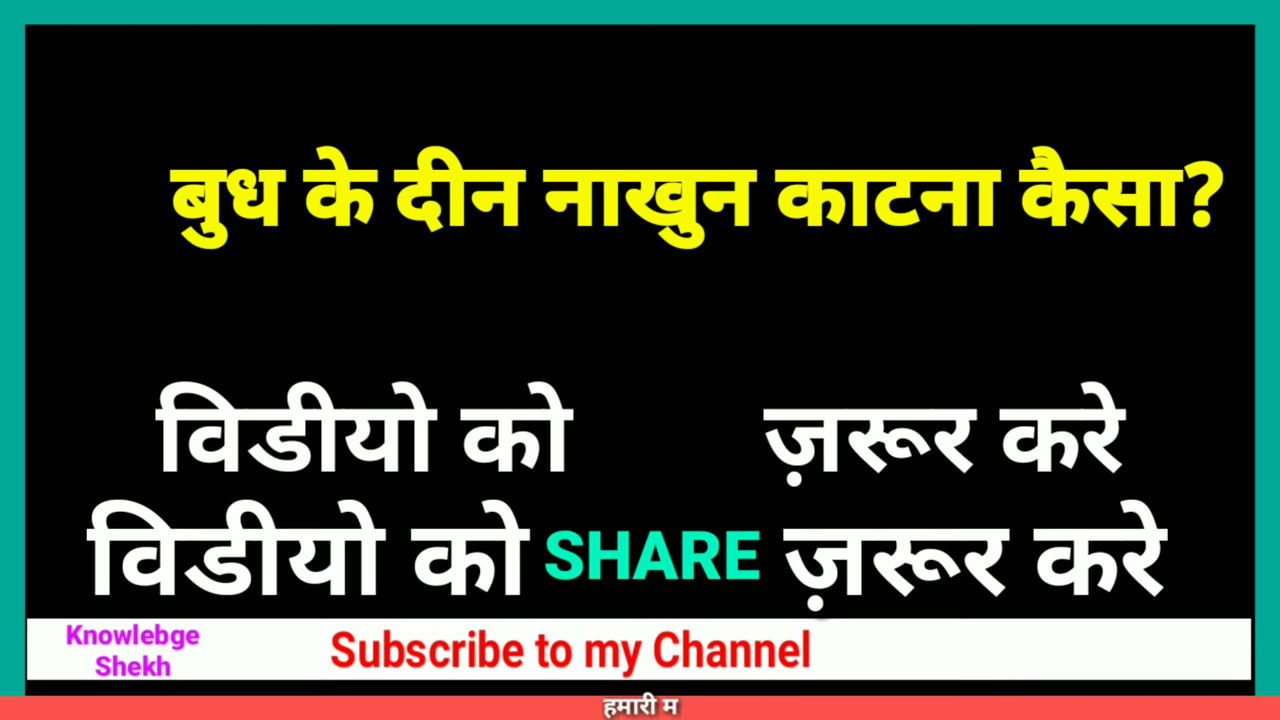 बुध के दीन नाखुन काटना कैसा?
विडीयो को ज़रूर करे
विडीयो को SHARE ज़रूर करे
Knowlebge
Shekh
Subscribe to my Channel
हमारी म